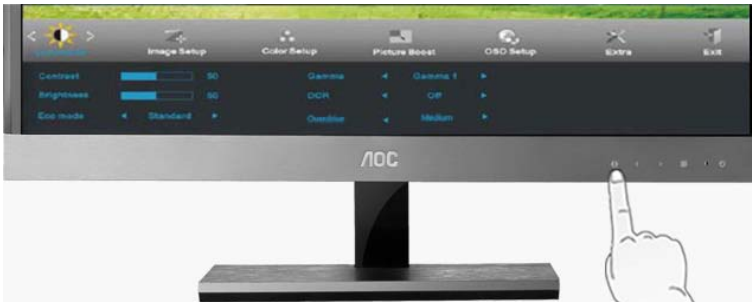 Image Setup
Color Setup
Picture Boost
OSD Setup
Extra
Exit
Contrast 50 Gamma Gamma 1
Brightness 50 DCR Off
Eco mode Standard Overdrive Medium
AOC